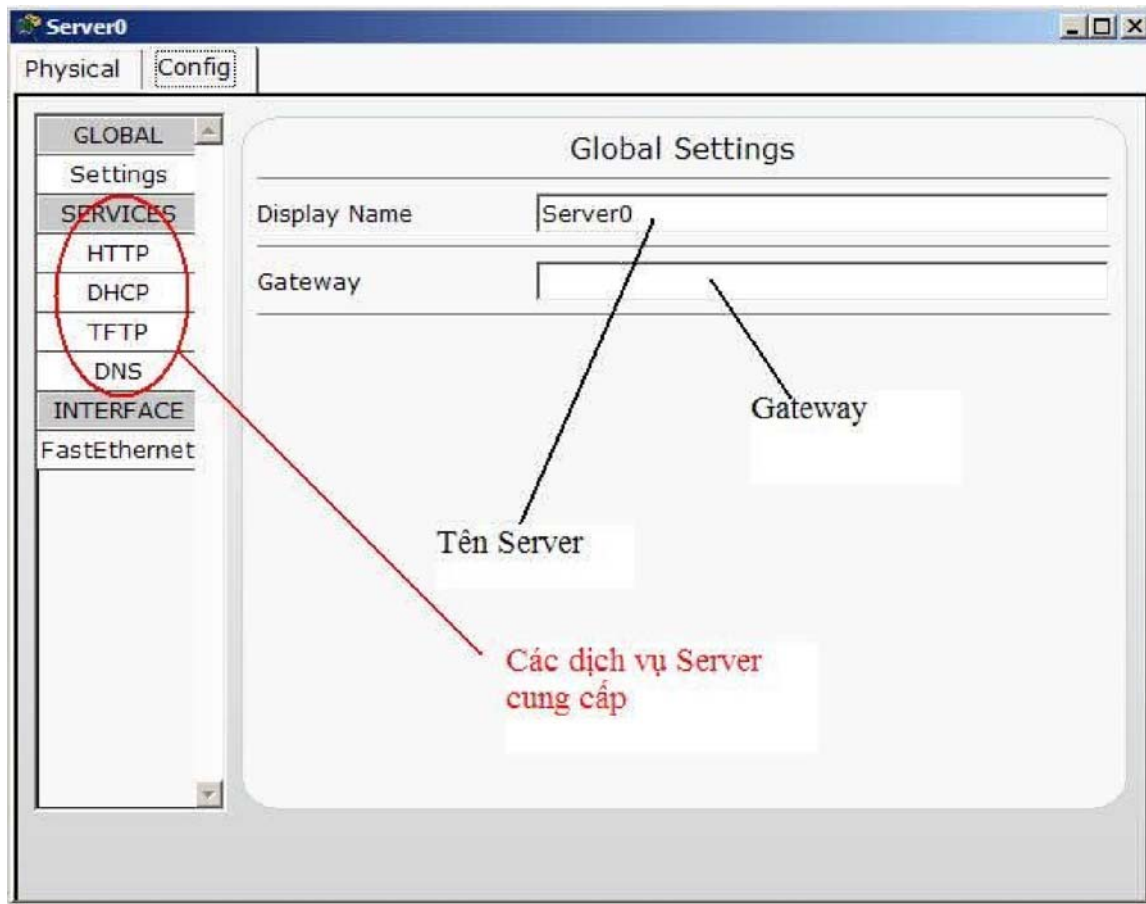 Server0
Physical
Config
GLOBAL
Settings
SERVICES
HTTP
DHCP
TFTP
DNS
INTERFACE
FastEthernet
Global Settings
Display Name
Server0
Gateway
Gateway
Tên Server
Các dịch vụ Server
cung cấp